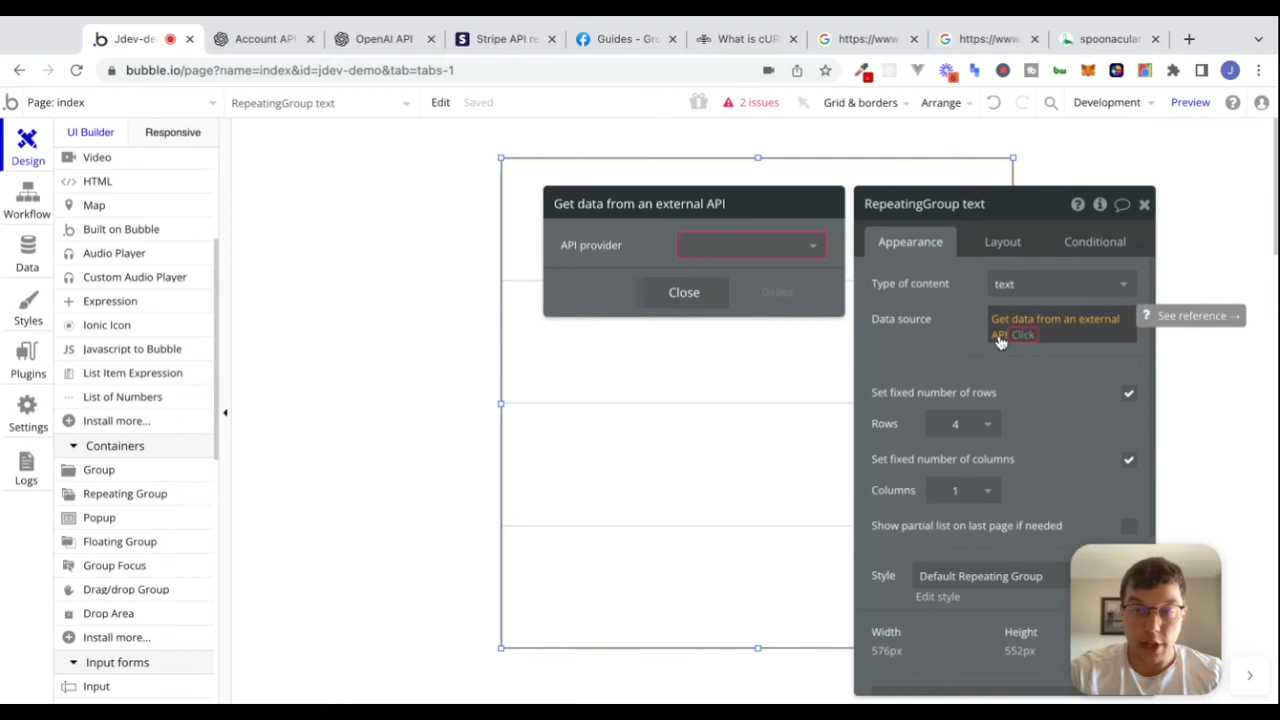 Jdev-de
Account API
OpenAI API
Stripe API re
Guides - Gro
What is cUR
https://www.
https://www.
spoonacular
bubble.io/page?name=index&id=jdev-demo&tab=tabs-1
J
Page: index
RepeatingGroup text
Edit
Saved
2 issues
Grid & borders
Arrange
Development
Preview
Design
Workflow
Data
Styles
Plugins
Settings
Logs
UI Builder
Responsive
Video
HTML
Map
Built on Bubble
Audio Player
Custom Audio Player
Expression
Ionic Icon
Javascript to Bubble
List Item Expression
List of Numbers
Install more...
Containers
Group
Repeating Group
Popup
Floating Group
Group Focus
Drag/drop Group
Drop Area
Install more...
Input forms
Input
Get data from an external API
API provider
Close
Delete
RepeatingGroup text
Appearance
Layout
Conditional
Type of content
text
Data source
Get data from an external
API Click
See reference →
Set fixed number of rows
Rows
4
Set fixed number of columns
Columns
1
Show partial list on last page if needed
Style
Default Repeating Group
Edit style
Width
Height
576px
552px